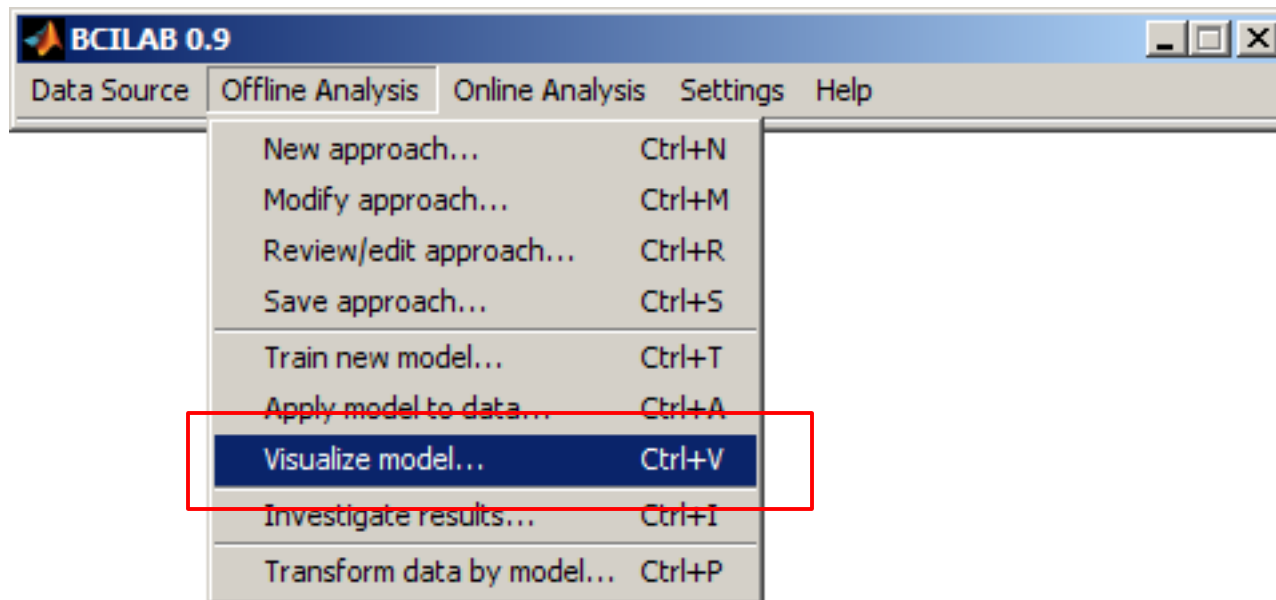 BCILAB 0.9
Data Source Offline Analysis Online Analysis Settings Help
New approach... Ctrl+N
Modify approach... Ctrl+M
Review/edit approach... Ctrl+R
Save approach... Ctrl+S
Train new model... Ctrl+T
Apply model to data... Ctrl+A
Visualize model... Ctrl+V
Investigate results... Ctrl+I
Transform data by model... Ctrl+P